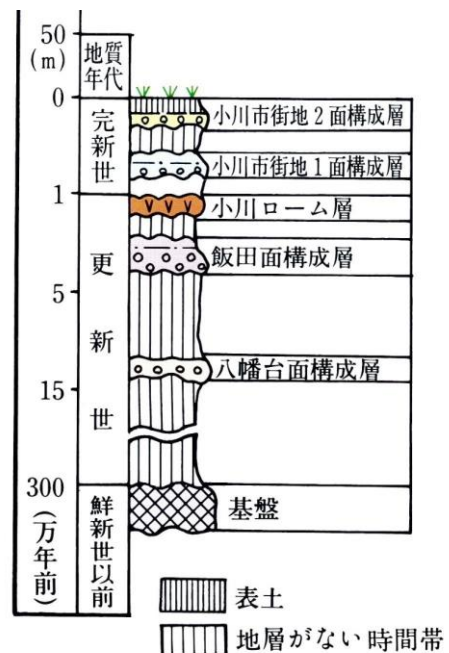 50
(m)
地質
年代
0
完新世
小川市街地2面構成層
小川市街地1面構成層
1
小川ローム層
更新世
飯田面構成層
5
八幡台面構成層
15
300
(万年前)
鮮新世以前
基盤
表土
地層がない時間帯